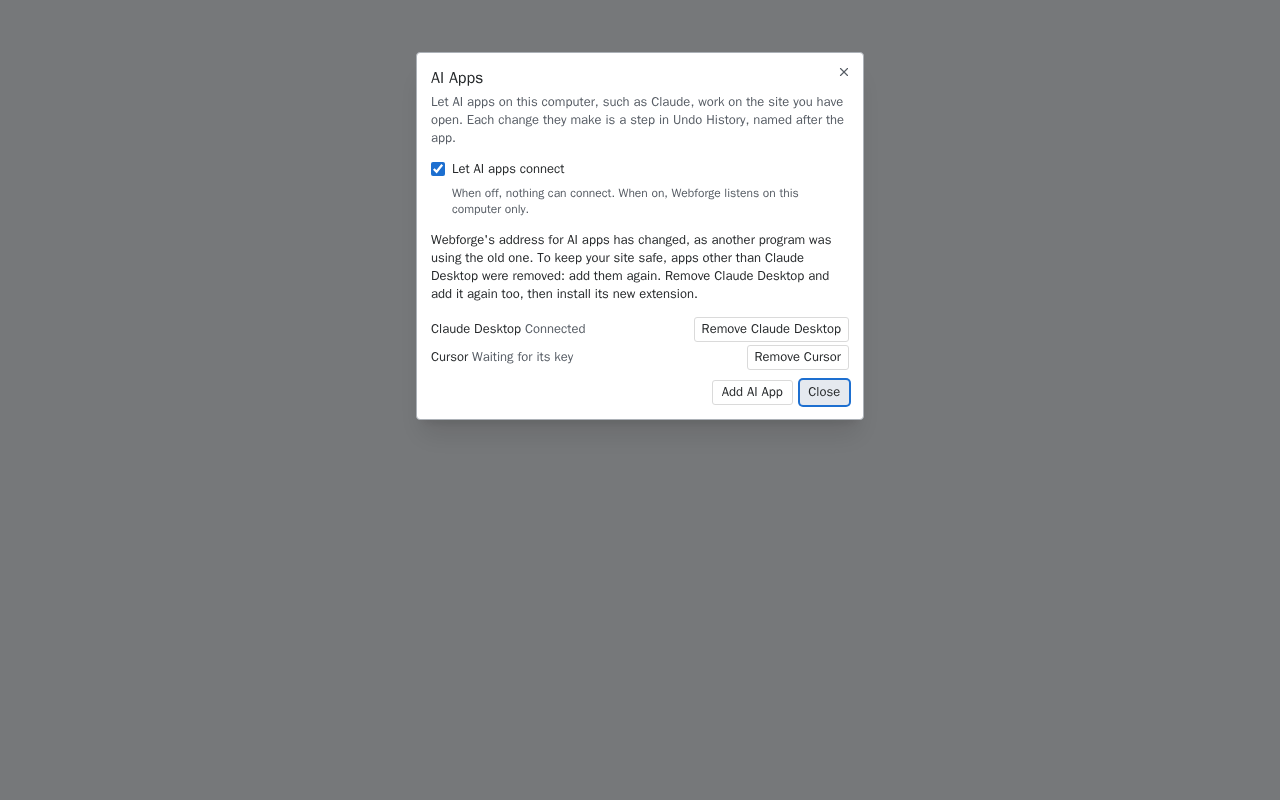 AI Apps
Let AI apps on this computer, such as Claude, work on the site you have
open. Each change they make is a step in Undo History, named after the
app.
Let AI apps connect
When off, nothing can connect. When on, Webforge listens on this
computer only.
Webforge's address for AI apps has changed, as another program was
using the old one. To keep your site safe, apps other than Claude
Desktop were removed: add them again. Remove Claude Desktop and
add it again too, then install its new extension.
Claude Desktop Connected Remove Claude Desktop
Cursor Waiting for its key Remove Cursor
Add AI App Close